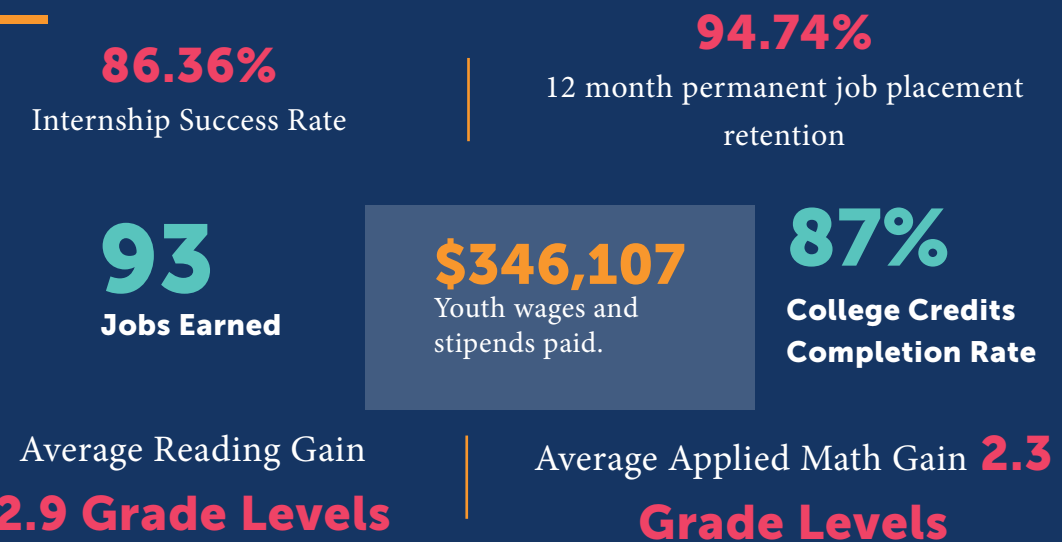 86.36%
Internship Success Rate
94.74%
12 month permanent job placement
retention
93
Jobs Earned
$346,107
Youth wages and
stipends paid.
87%
College Credits
Completion Rate
Average Reading Gain
2.9 Grade Levels
Average Applied Math Gain 2.3
Grade Levels